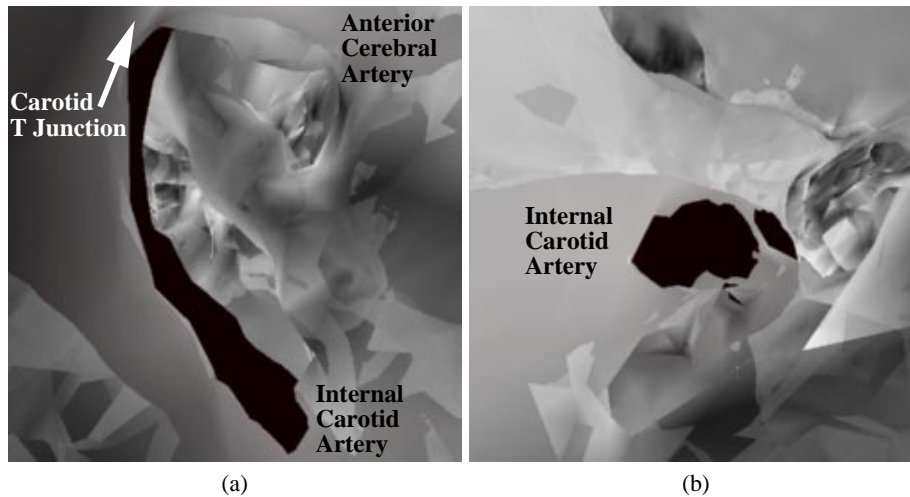 Anterior
Cerebral
Artery
Carotid
T Junction
Internal
Carotid
Artery
Internal
Carotid
Artery
(a)
(b)